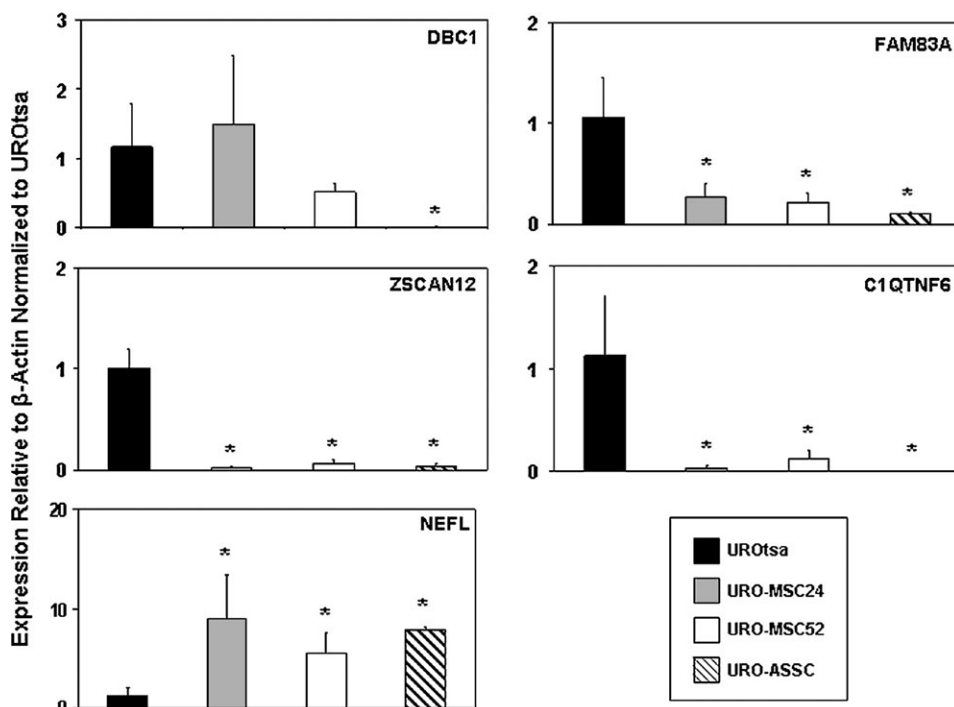 Expression Relative to β-Actin Normalized to UROtsa
DBC1
3
2
1
0
*
FAM83A
2
1
0
* * *
ZSCAN12
2
1
0
* * *
C1QTNF6
2
1
0
* * *
NEFL
20
10
0
* * *
UROtsa
URO-MSC24
URO-MSC52
URO-ASSC